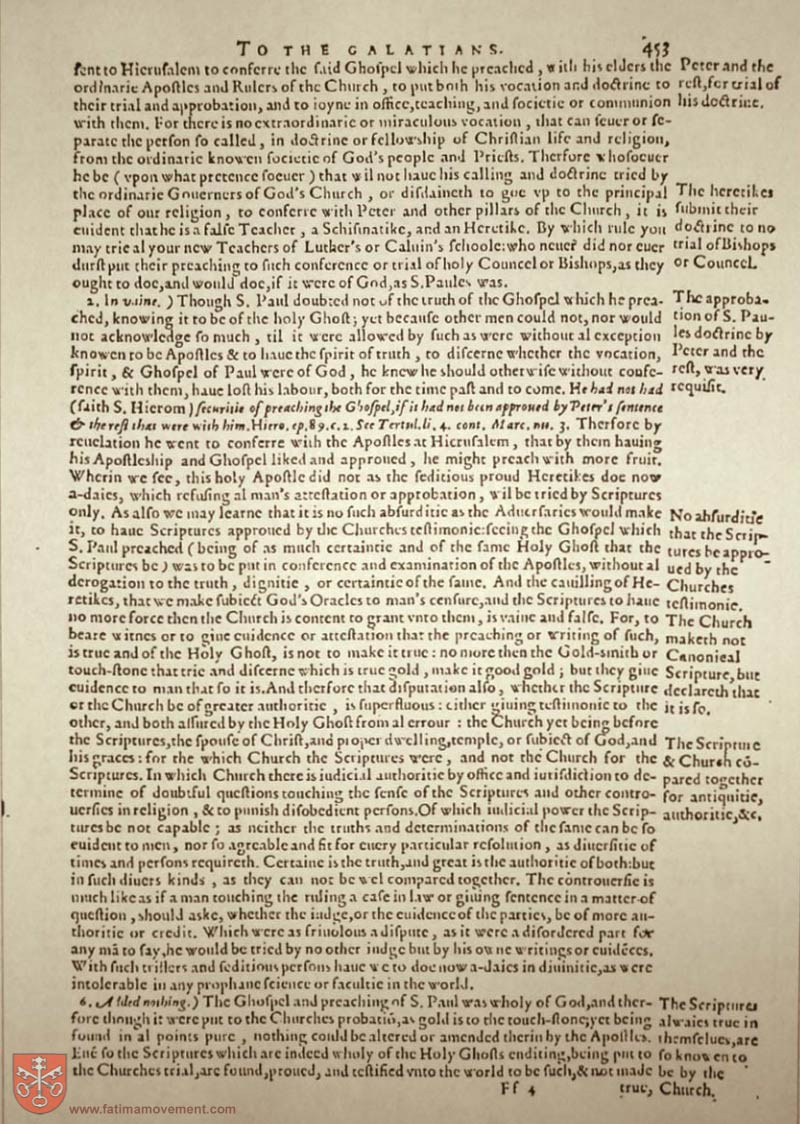 TO THE GALATIANS. 453
sent to Hierusalem to conferre the said Ghospel which he preached, with his elders the
ordinarie Apostles and Rulers of the Church, to put both his vocation and doctrine to
their trial and approbation, and to ioyne in office, teaching, and societie or communion
with them. For there is no extraordinarie or miraculous vocation, that can seuer or se-
parate the person so called, in doctrine or fellowship of Christian life and religion,
from the ordinarie knowen societie of God's people and Priests. Therfore whosoeuer
he be (vpon what pretence soeuer) that wil not haue his calling and doctrine tried by
the ordinarie Gouerners of God's Church, or disdaineth to goe vp to the principal
place of our religion, to conferre with Peter and other pillars of the Church, it is
euident that he is a false Teacher, a Schismatike, and an Heretike. By which rule you
may trie al your new Teachers of Luther's or Caluin's schoole: who neuer did nor euer
durst put their preaching to such conference or trial of holy Councel or Bishops, as they
ought to doe, and would doe, if it were of God, as S. Paules was.
2. In vaine.) Though S. Paul doubted not of the truth of the Ghospel which he prea-
ched, knowing it to be of the holy Ghost; yet because other men could not, nor would
not acknowledge so much, til it were allowed by such as were without al exception
knowen to be Apostles & to haue the spirit of truth, to discerne whether the vocation,
spirit, & Ghospel of Paul were of God, he knew he should otherwise without confe-
rence with them, haue lost his labour, both for the time past and to come. He had not had
(saith S. Hierom) securitie of preaching the Ghospel, if it had not been approued by Peter's sentence
& the rest that were with him. Hiero. ep. 89. c. 2. See Tertul. li. 4. cont. Marc. nu. 3. Therfore by
reuelation he went to conferre with the Apostles at Hierusalem, that by them hauing
his Apostleship and Ghospel liked and approued, he might preach with more fruit.
Wherin we see, this holy Apostle did not as the seditious proud Heretikes doe now
a-daies, which refusing al man's attestation or approbation, wil be tried by Scriptures
only. As also we may learne that it is no such absurditie as the Aduersaries would make
it, to haue Scriptures approued by the Churches testimonie: seeing the Ghospel which
S. Paul preached (being of as much certaintie and of the same Holy Ghost that the
Scriptures be) was to be put in conference and examination of the Apostles, without al
derogation to the truth, dignitie, or certaintie of the same. And the cauilling of He-
retikes, that we make subiect God's Oracles to man's censure, and the Scriptures to haue
no more force then the Church is content to grant vnto them, is vaine and false. For, to
beare witnes or to giue euidence or attestation that the preaching or writing of such,
is true and of the Holy Ghost, is not to make it true: no more then the Gold-smith or
touch-stone that trie and discerne which is true gold, make it good gold; but they giue
euidence to man that so it is. And therfore that disputation also, whether the Scripture
or the Church be of greater authoritie, is superfluous: either giuing testimonie to the
other, and both assured by the Holy Ghost from al errour: the Church yet being before
the Scriptures, the spouse of Christ, and proper dwelling, temple, or subiect of God, and
his graces: for the which Church the Scriptures were, and not the Church for the
Scriptures. In which Church there is iudicial authoritie by office and iurisdiction to de-
termine of doubtful questions touching the sense of the Scriptures and other contro-
uersies in religion, & to punish disobedient persons. Of which iudicial power the Scrip-
tures be not capable; as neither the truths and determinations of the same can be so
euident to men, nor so agreable and fit for euery particular resolution, as diuersitie of
times and persons requireth. Certaine is the truth, and great is the authoritie of both: but
in such diuers kinds, as they can not be wel compared together. The controuersie is
much like as if a man touching the ruling a case in law or giuing sentence in a matter of
question, should aske, whether the iudge, or the euidence of the parties, be of more au-
thoritie or credit. Which were as friuolous a dispute, as it were a disordered part for
any mā to say, he would be tried by no other iudge but by his owne writings or euidēces.
With such triflers and seditious persons haue we to doe now a-daies in diuinitie, as were
intolerable in any prophane science or facultie in the world.
6. Added nothing.) The Ghospel and preaching of S. Paul was wholy of God, and ther-
fore though it were put to the Churches probatiō, as gold is to the touch-stone; yet being
found in al points pure, nothing could be altered or amended therin by the Apostles.
Euē so the Scriptures which are indeed wholy of the Holy Ghosts enditing, being put to
the Churches trial, are found, proued, and testified vnto the world to be such, & not made
Ff 4 true,
Peter and the
rest, for trial of
his doctrine.
The heretikes
submit their
doctrine to no
trial of Bishops
or Councel.
The approba-
tion of S. Pau-
les doctrine by
Peter and the
rest, was very
requisit.
No absurditie
that the Scrip-
tures be appro-
ued by the
Churches
testimonie.
The Church
maketh not
Canonical
Scripture, but
declareth that
it is so.
The Scripture
& Church cō-
pared together
for antiquitie,
authoritie, &c.
The Scriptures
alwaies true in
themselues, are
so knowen to
be by the
Church.
www.fatimamovement.com